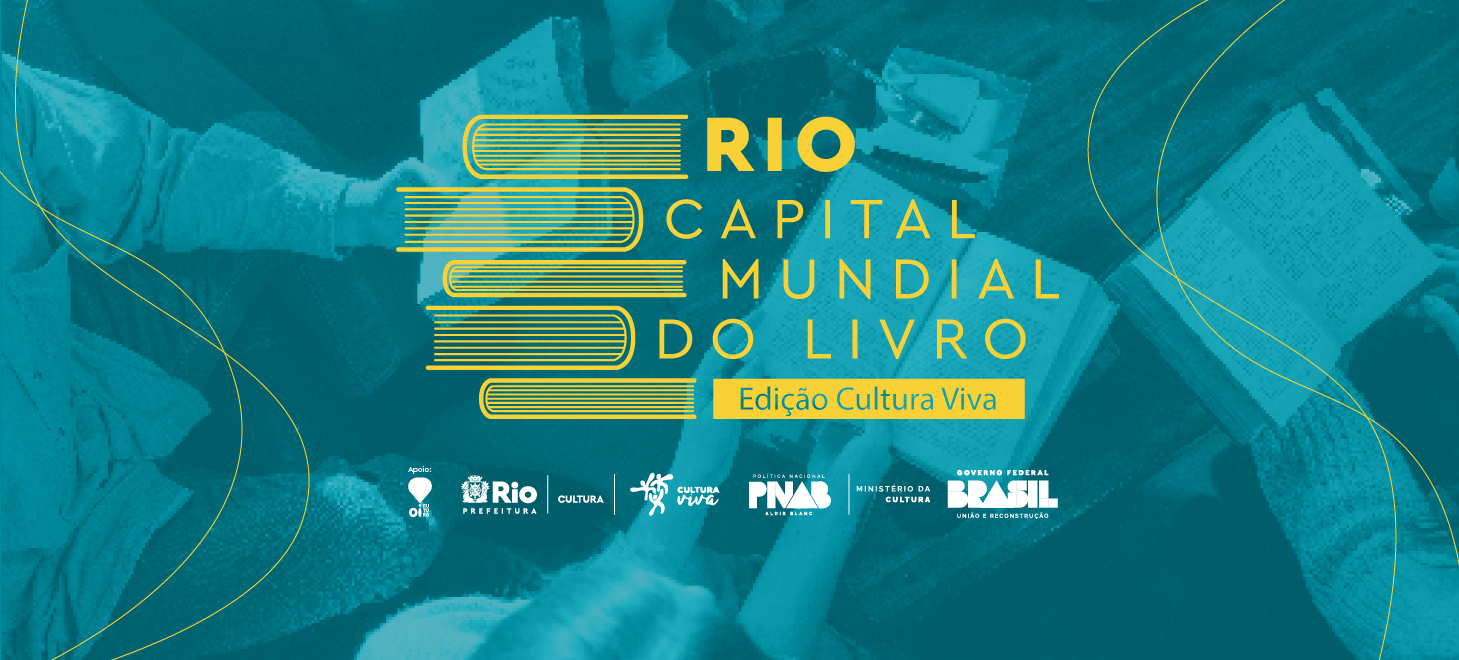 RIO
CAPITAL
MUNDIAL
DO LIVRO
Edição Cultura Viva
Apoio:
oi FUTURO
Rio
PREFEITURA
CULTURA
CULTURA
viva
POLÍTICA NACIONAL
PNAB
ALDIR BLANC
MINISTÉRIO DA
CULTURA
GOVERNO FEDERAL
BRASIL
UNIÃO E RECONSTRUÇÃO